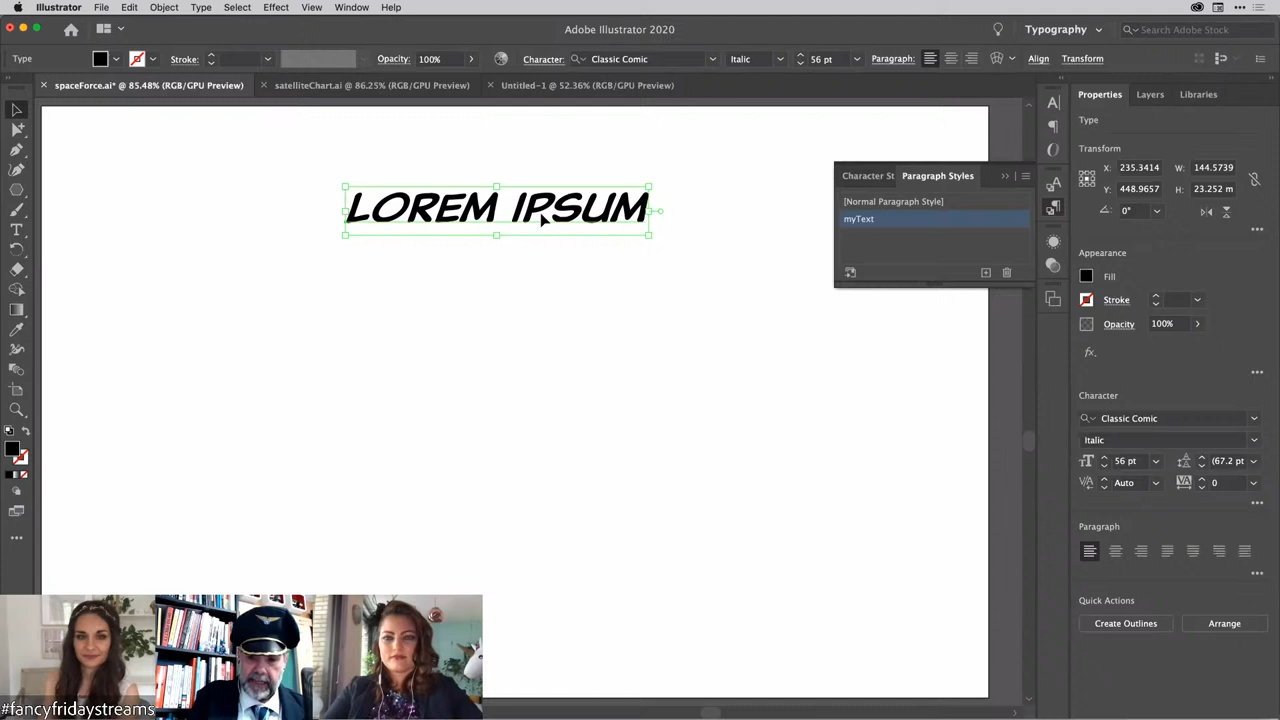 Illustrator File Edit Object Type Select Effect View Window Help
Adobe Illustrator 2020
Typography
Search Adobe Stock
Type Stroke: Opacity: 100% Character: Classic Comic Italic 56 pt Paragraph: Align Transform
spaceForce.ai* @ 85.48% (RGB/GPU Preview) satelliteChart.ai @ 86.25% (RGB/GPU Preview) Untitled-1 @ 52.36% (RGB/GPU Preview)
LOREM IPSUM
Character St Paragraph Styles
[Normal Paragraph Style]
myText
Properties Layers Libraries
Type
Transform
X: 235.3414 W: 144.5739
Y: 448.9657 H: 23.252 m
0°
Appearance
Fill
Stroke
Opacity 100%
fx.
Character
Classic Comic
Italic
56 pt (67.2 pt
Auto 0
Paragraph
Quick Actions
Create Outlines Arrange
#fancyfridaystreams